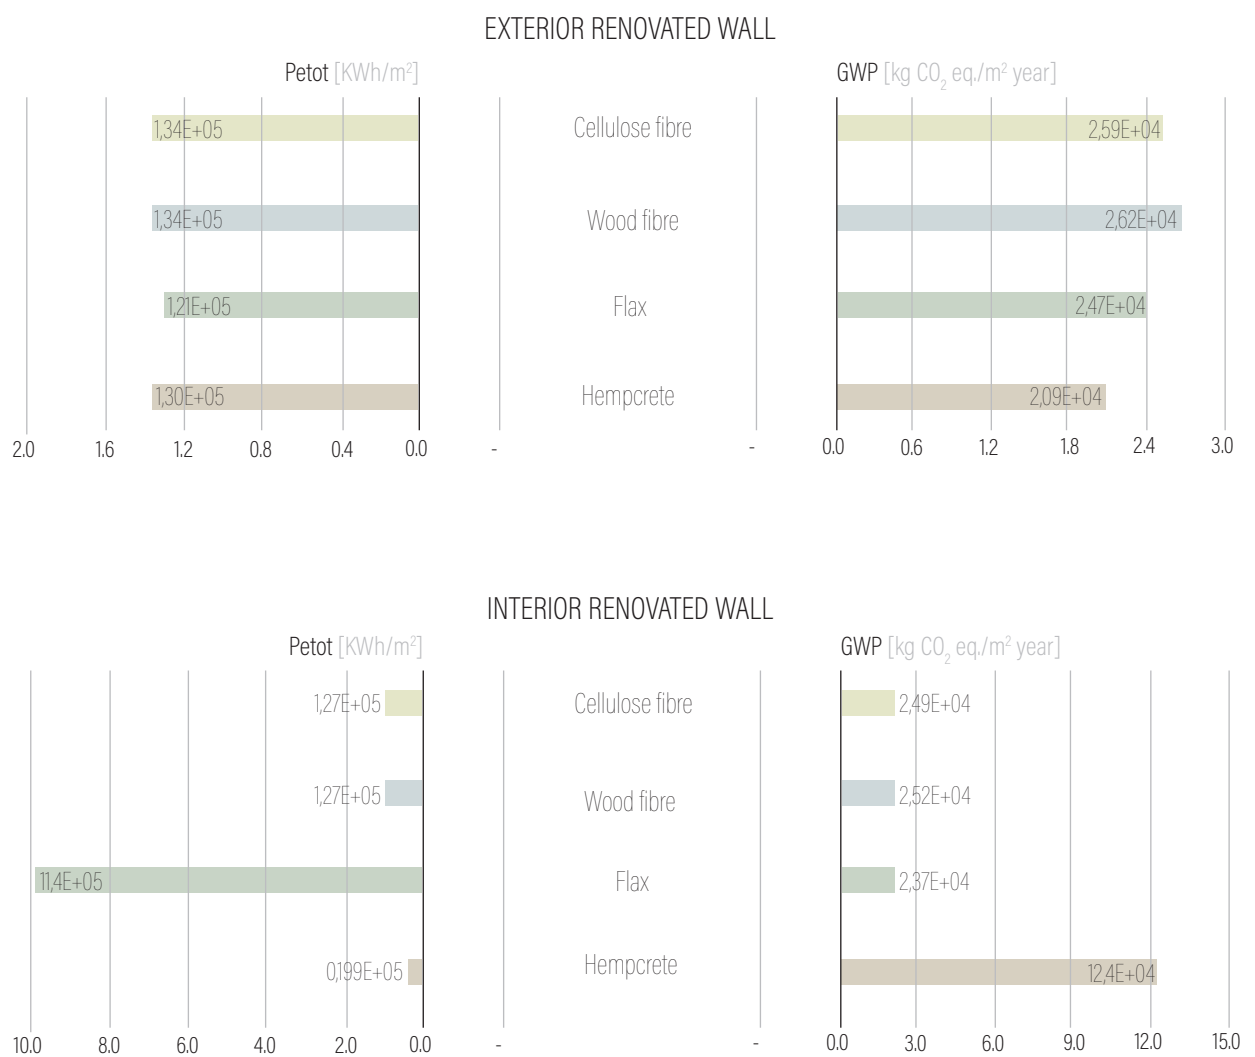 EXTERIOR RENOVATED WALL
Petot [KWh/m²]
GWP [kg CO₂ eq./m² year]
1,34E+05 Cellulose fibre 2,59E+04
1,34E+05 Wood fibre 2,62E+04
1,21E+05 Flax 2,47E+04
1,30E+05 Hempcrete 2,09E+04
2.0 1.6 1.2 0.8 0.4 0.0 - - 0.0 0.6 1.2 1.8 2.4 3.0
INTERIOR RENOVATED WALL
Petot [KWh/m²]
GWP [kg CO₂ eq./m² year]
1,27E+05 Cellulose fibre 2,49E+04
1,27E+05 Wood fibre 2,52E+04
11,4E+05 Flax 2,37E+04
0,199E+05 Hempcrete 12,4E+04
10.0 8.0 6.0 4.0 2.0 0.0 - - 0.0 3.0 6.0 9.0 12.0 15.0